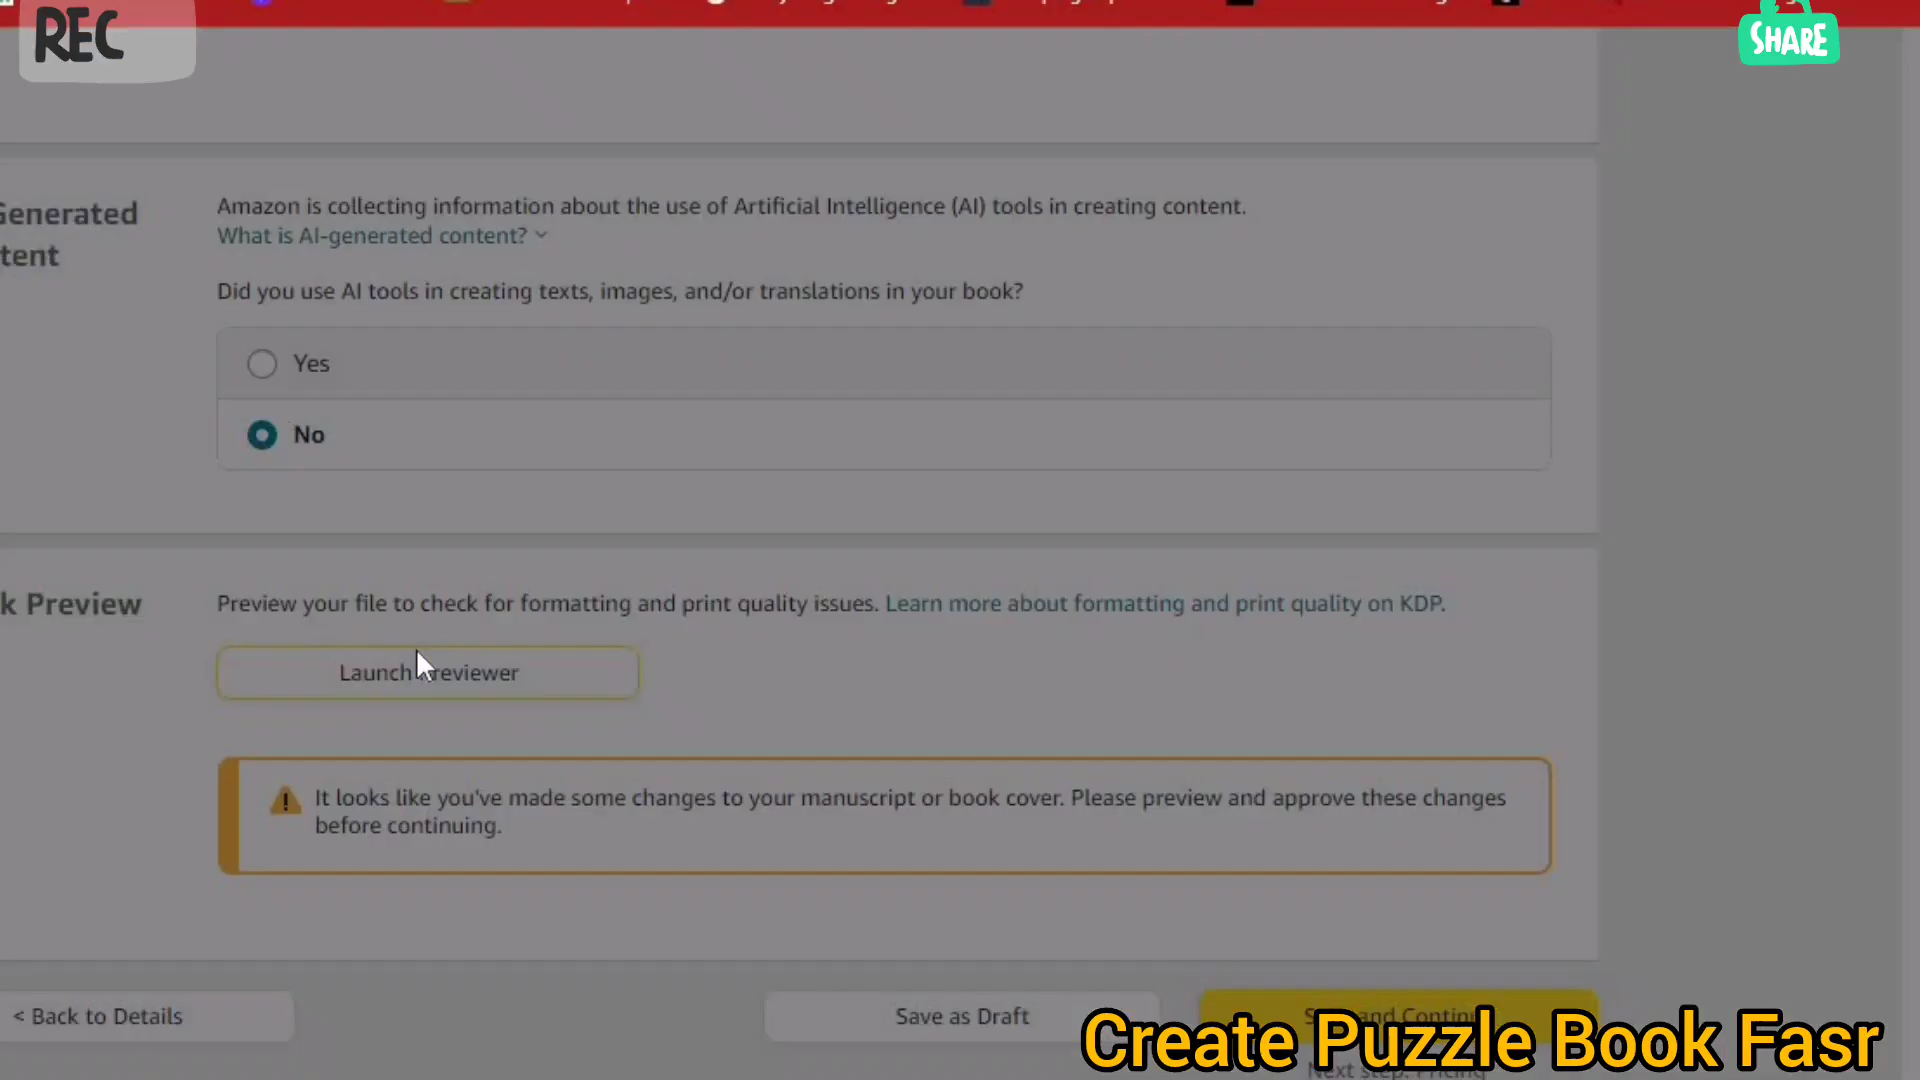 REC
SHARE
Generated
tent
Amazon is collecting information about the use of Artificial Intelligence (AI) tools in creating content.
What is AI-generated content?
Did you use AI tools in creating texts, images, and/or translations in your book?
Yes
No
k Preview
Preview your file to check for formatting and print quality issues. Learn more about formatting and print quality on KDP.
Launch reviewer
It looks like you've made some changes to your manuscript or book cover. Please preview and approve these changes
before continuing.
< Back to Details
Save as Draft
Create Puzzle Book Fasr
Next step: Pricing